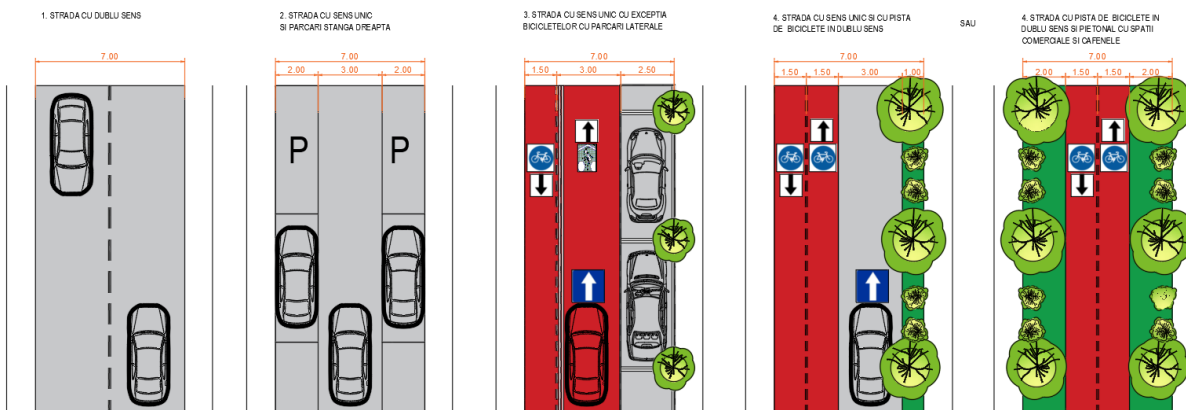 1. STRADA CU DUBLU SENS
7.00
2. STRADA CU SENS UNIC
SI PARCARI STANGA DREAPTA
7.00
2.00 3.00 2.00
P P
3. STRADA CU SENS UNIC CU EXCEPTIA
BICICLETELOR CU PARCARI LATERALE
7.00
1.50 3.00 2.50
4. STRADA CU SENS UNIC SI CU PISTA
DE BICICLETE IN DUBLU SENS
7.00
1.50 1.50 3.00 1.00
SAU
4. STRADA CU PISTA DE BICICLETE IN
DUBLU SENS SI PIETONAL CU SPATII
COMERCIALE SI CAFENELE
7.00
2.00 1.50 1.50 2.00